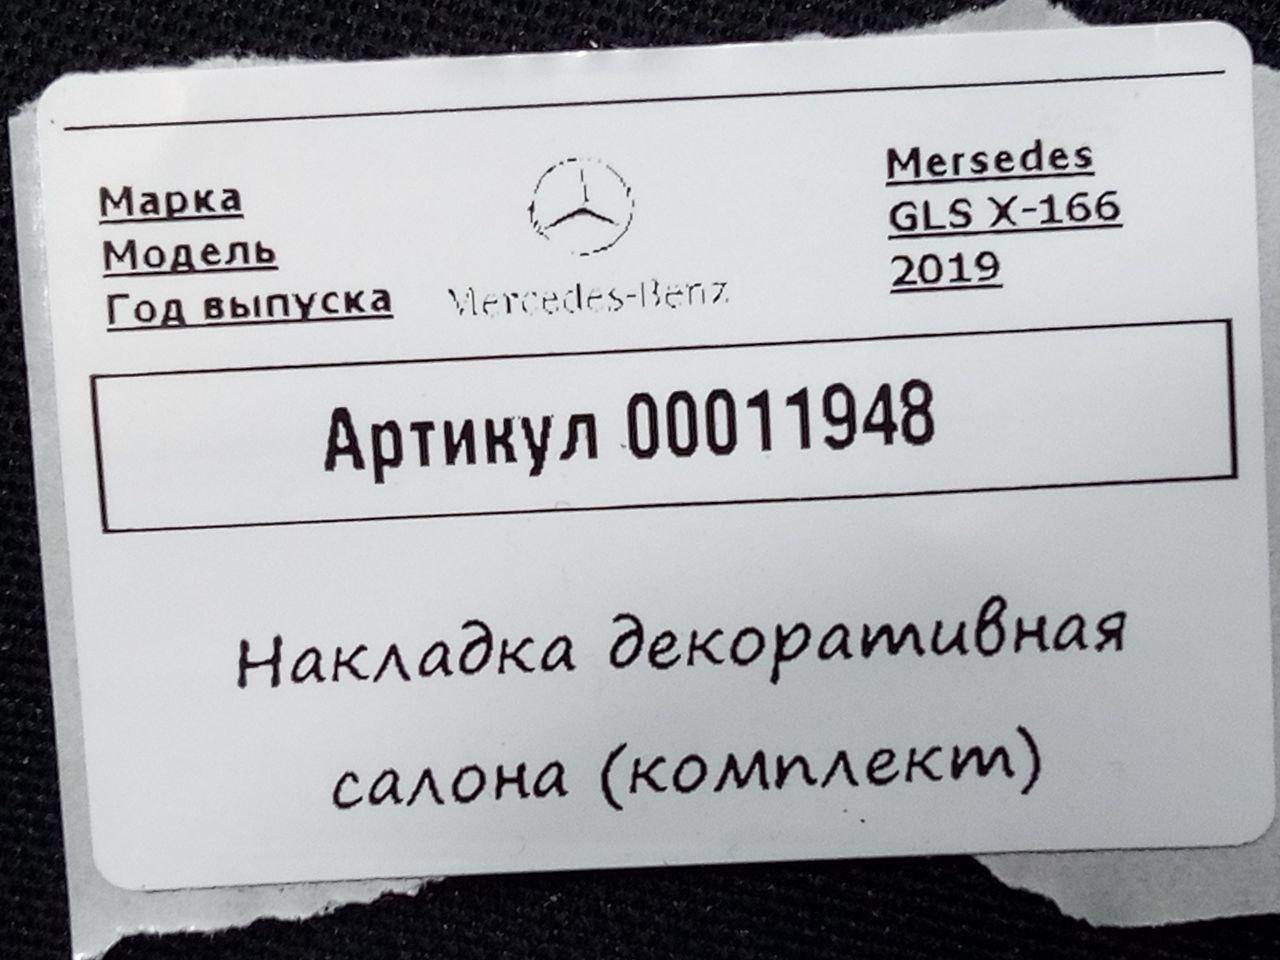 Марка
Модель
Год выпуска
Mercedes-Benz
Mersedes
GLS X-166
2019
Артикул 00011948
Накладка декоративная
салона (комплект)